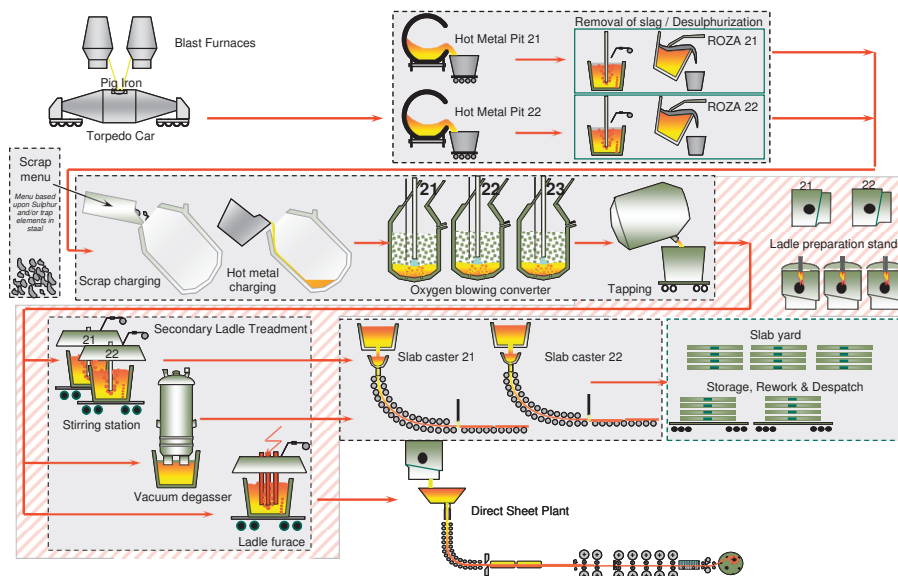 Blast Furnaces
Pig Iron
Torpedo Car
Hot Metal Pit 21
Hot Metal Pit 22
Removal of slag / Desulphurization
ROZA 21
ROZA 22
Scrap
menu
Menu based
upon Sulphur
and/or trap
elements in
staal
Scrap charging
Hot metal
charging
21
22
23
Oxygen blowing converter
Tapping
21
22
Ladle preparation stands
Secondary Ladle Treadment
21
22
Stirring station
Vacuum degasser
Ladle furace
Slab caster 21
Slab caster 22
Slab yard
Storage, Rework & Despatch
Direct Sheet Plant